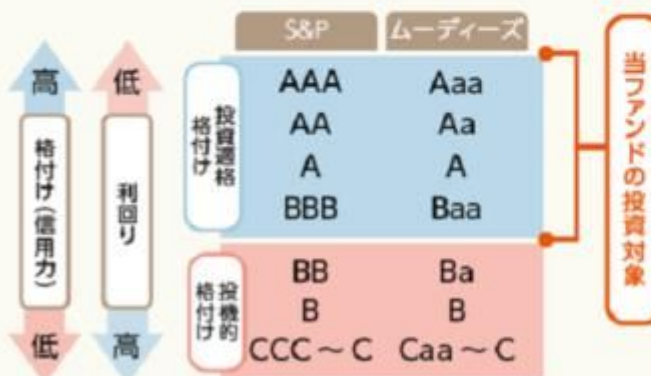 S&P ムーディーズ
高 低
格付け(信用力)
利回り
低 高
投資適格
格付け
AAA Aaa
AA Aa
A A
BBB Baa
投機的
格付け
BB Ba
B B
CCC ～ C Caa ～ C
当ファンドの投資対象